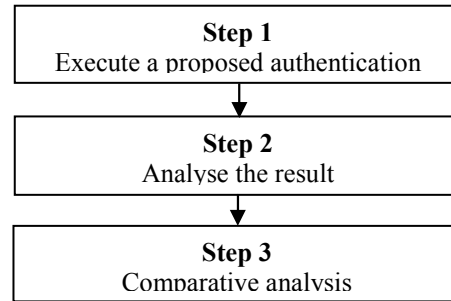 Step 1
Execute a proposed authentication
Step 2
Analyse the result
Step 3
Comparative analysis